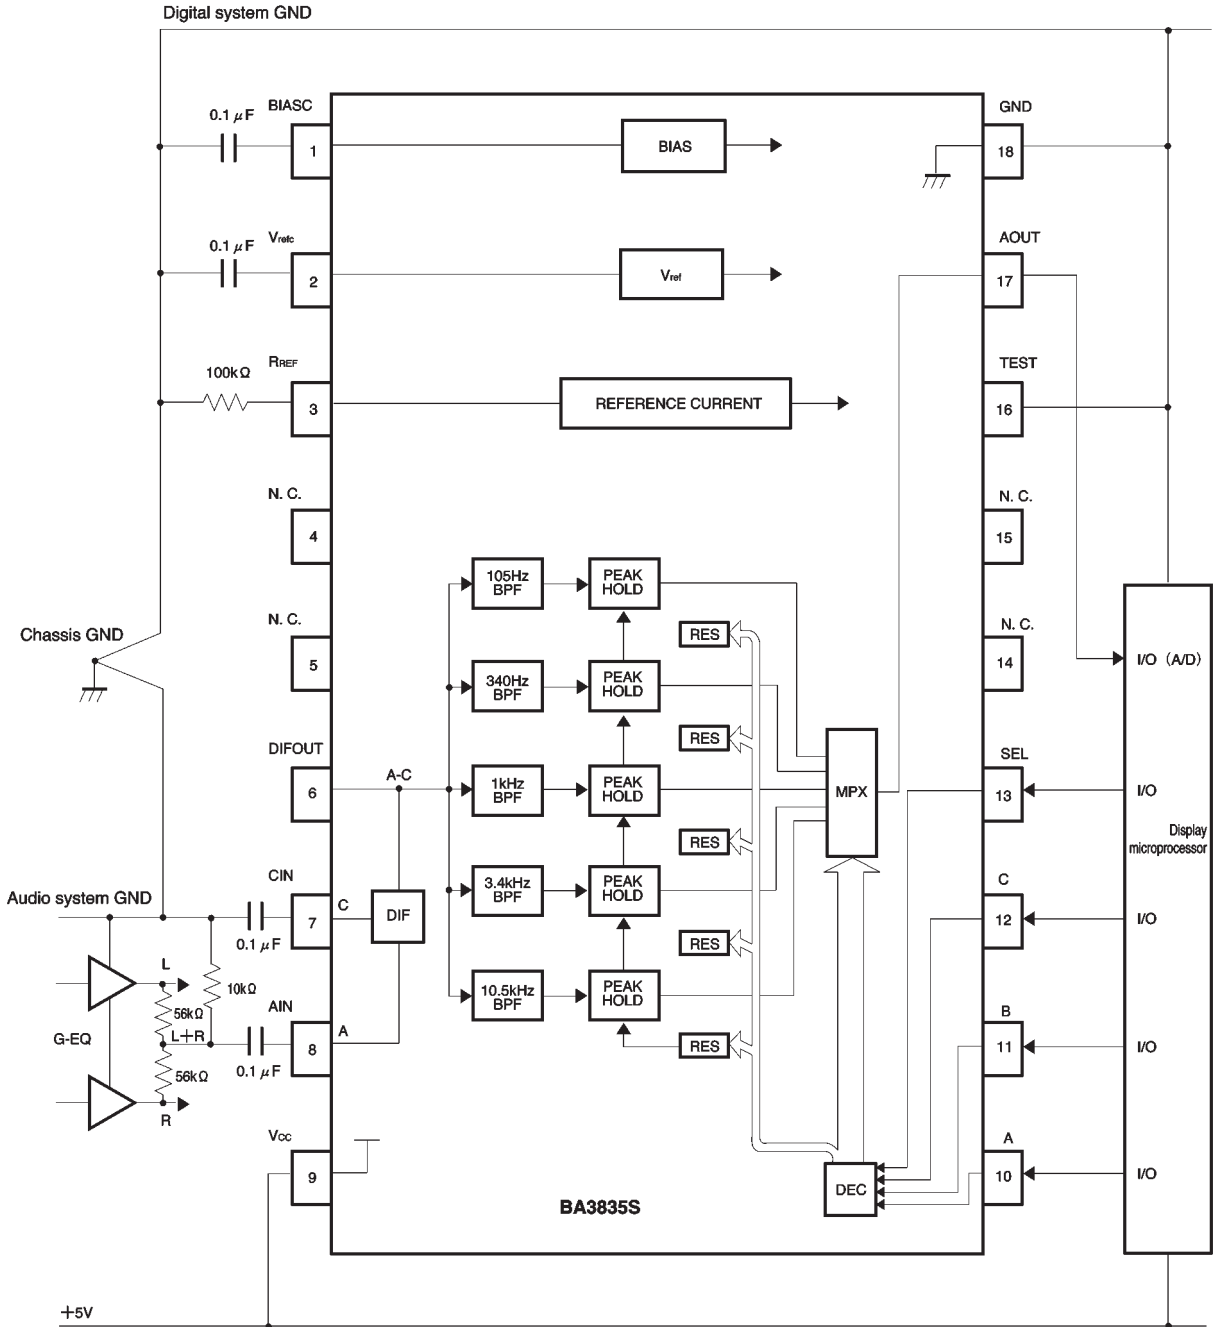 Digital system GND
BIASC
0.1 μF
1
BIAS
GND
18
Vrefc
0.1 μF
2
Vref
AOUT
17
RREF
100kΩ
3
REFERENCE CURRENT
TEST
16
N. C.
4
N. C.
15
N. C.
5
N. C.
14
Chassis GND
105Hz
BPF
PEAK
HOLD
RES
340Hz
BPF
PEAK
HOLD
RES
I/O (A/D)
DIFOUT
6
A-C
1kHz
BPF
PEAK
HOLD
RES
MPX
SEL
13
I/O
Display
microprocessor
CIN
7
C
DIF
3.4kHz
BPF
PEAK
HOLD
RES
C
12
I/O
Audio system GND
0.1 μF
L
10kΩ
56kΩ
L+R
G-EQ
56kΩ
R
AIN
8
A
0.1 μF
10.5kHz
BPF
PEAK
HOLD
RES
B
11
I/O
VCC
9
BA3835S
DEC
A
10
I/O
+5V